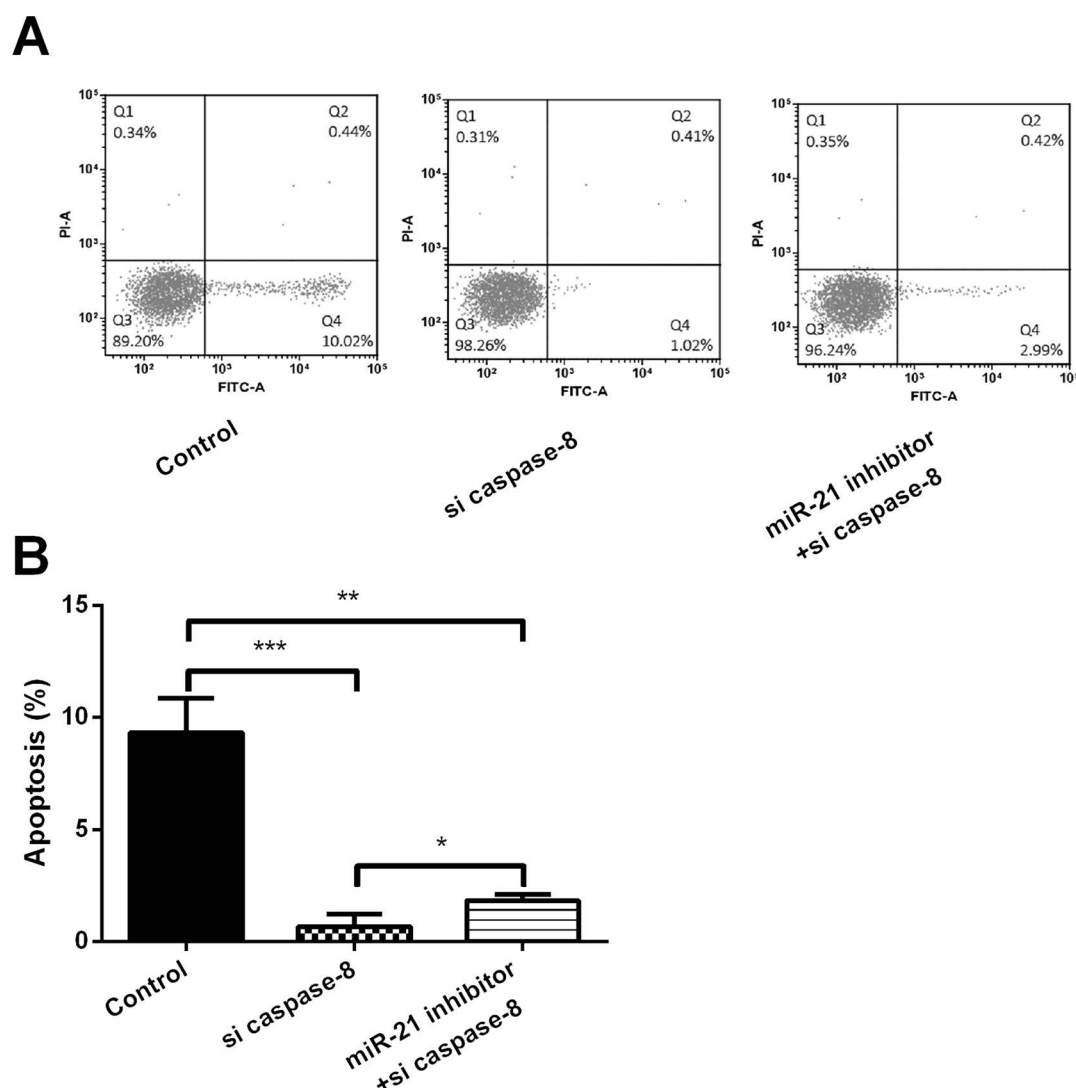 A
10⁵
10⁴
10³
10²
PI-A
Q1
0.34%
Q2
0.44%
Q3
89.20%
Q4
10.02%
10² 10³ 10⁴ 10⁵
FITC-A
Control
10⁵
10⁴
10³
10²
PI-A
Q1
0.31%
Q2
0.41%
Q3
98.26%
Q4
1.02%
10² 10³ 10⁴ 10⁵
FITC-A
si caspase-8
10⁵
10⁴
10³
10²
PI-A
Q1
0.35%
Q2
0.42%
Q3
96.24%
Q4
2.99%
10² 10³ 10⁴ 10⁵
FITC-A
miR-21 inhibitor
+si caspase-8
B
Apoptosis (%)
15
10
5
0
**
***
*
Control
si caspase-8
miR-21 inhibitor
+si caspase-8